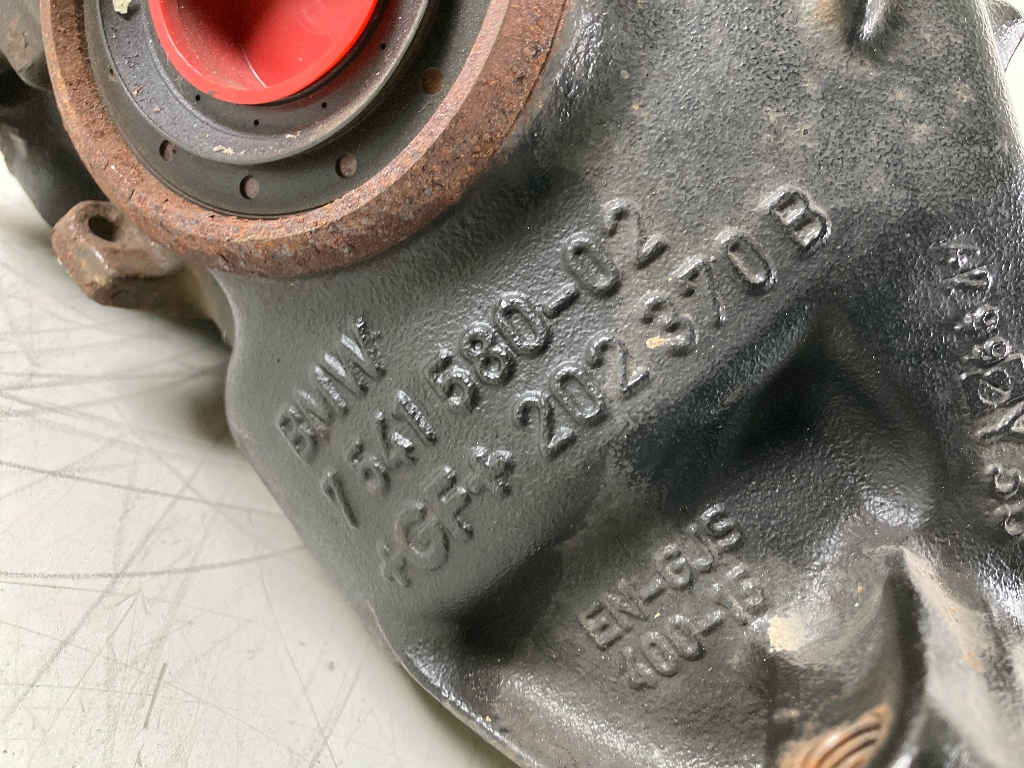 BMW
7 541 580-02
+GF+ 202 370 B
EN-GJS
400-15